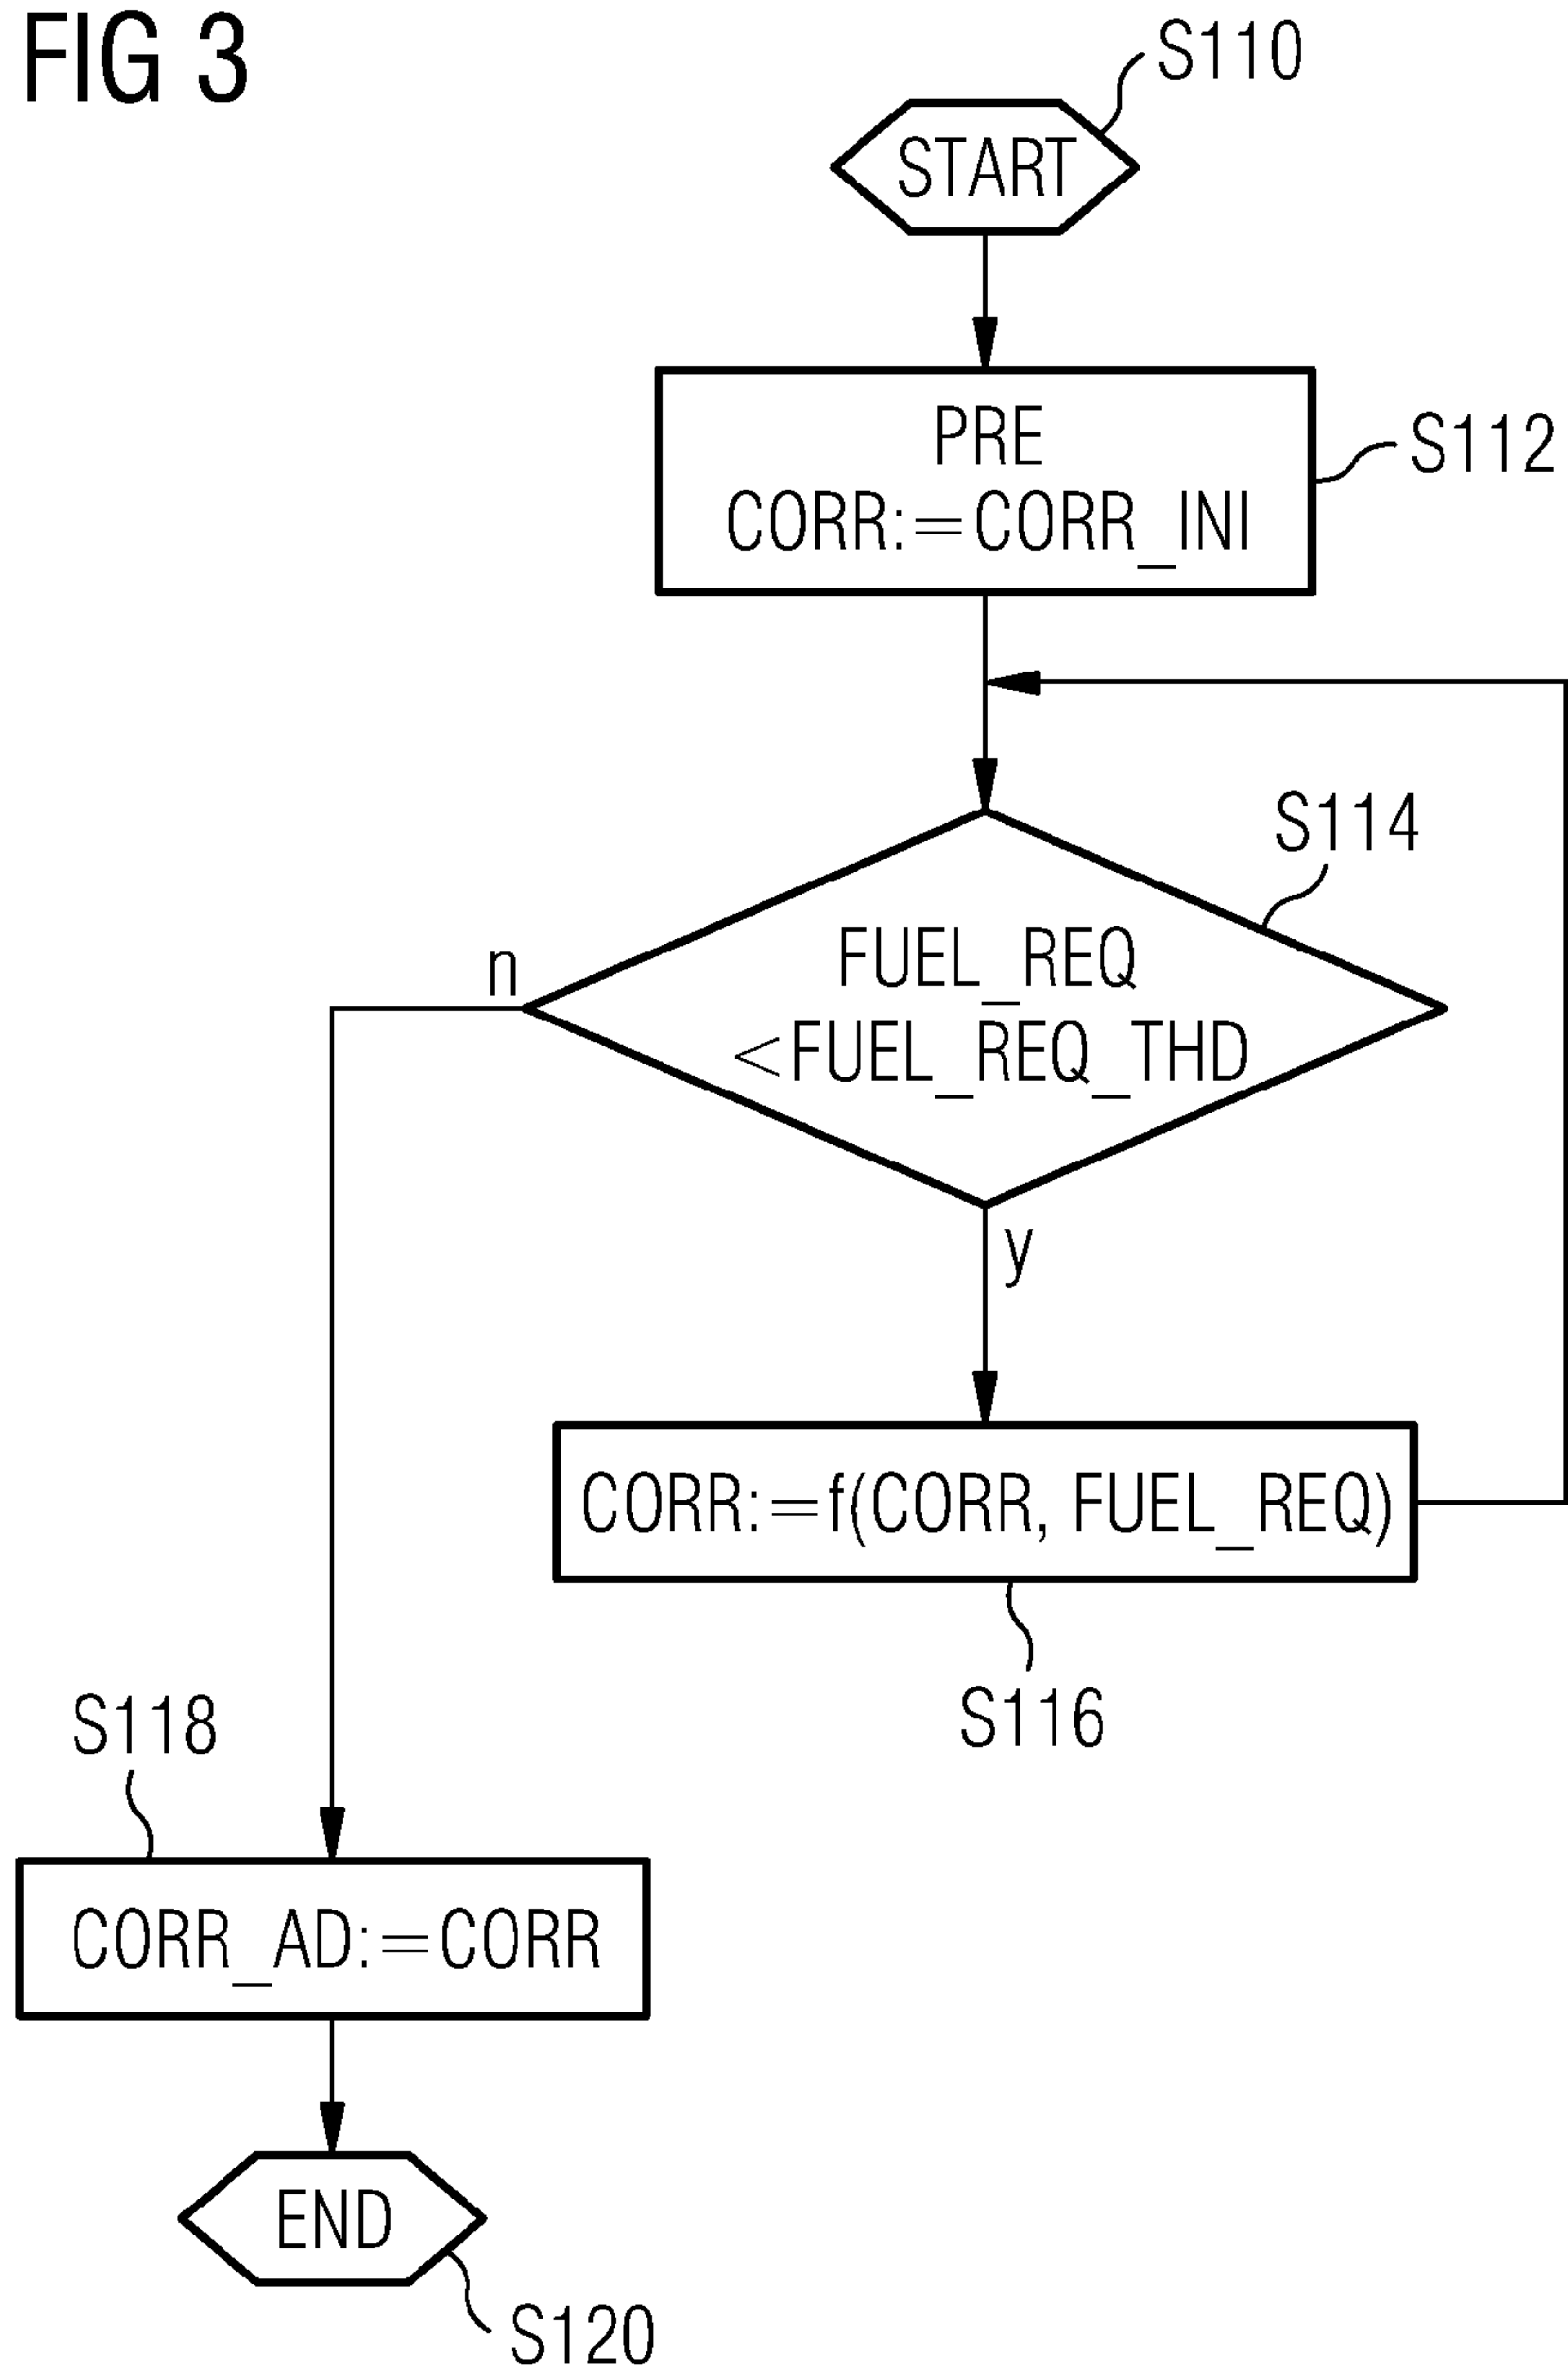 FIG 3
S110
START
PRE
CORR:=CORR_INI
S112
S114
FUEL_REQ
<FUEL_REQ_THD
n
y
CORR:=f(CORR, FUEL_REQ)
S116
S118
CORR_AD:=CORR
END
S120